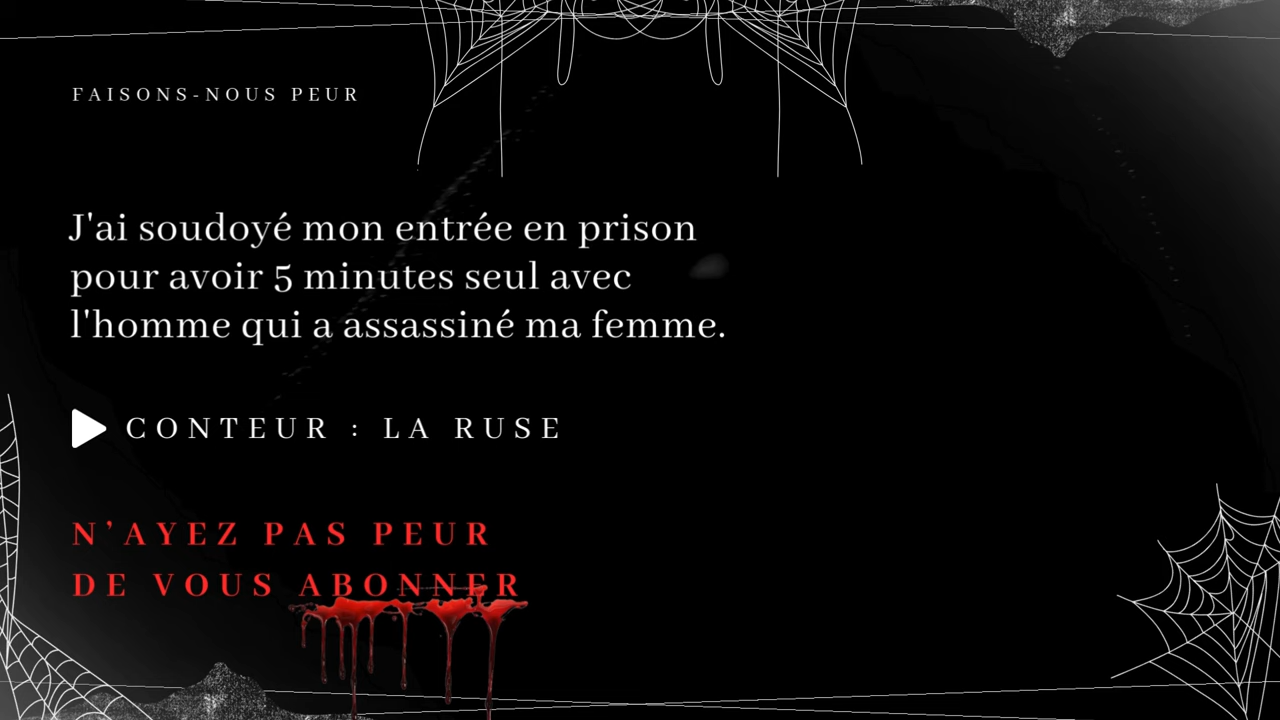 FAISONS-NOUS PEUR
J'ai soudoyé mon entrée en prison
pour avoir 5 minutes seul avec
l'homme qui a assassiné ma femme.
CONTEUR : LA RUSE
N’AYEZ PAS PEUR
DE VOUS ABONNER